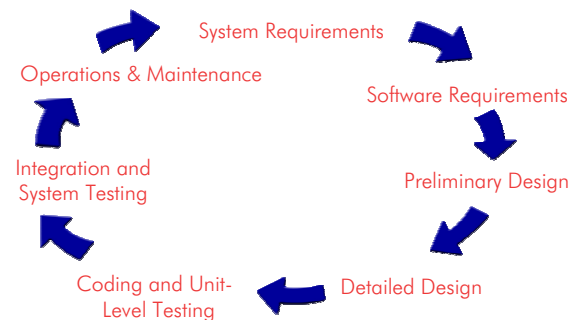 System Requirements
Operations & Maintenance
Software Requirements
Integration and
System Testing
Preliminary Design
Coding and Unit-
Level Testing
Detailed Design